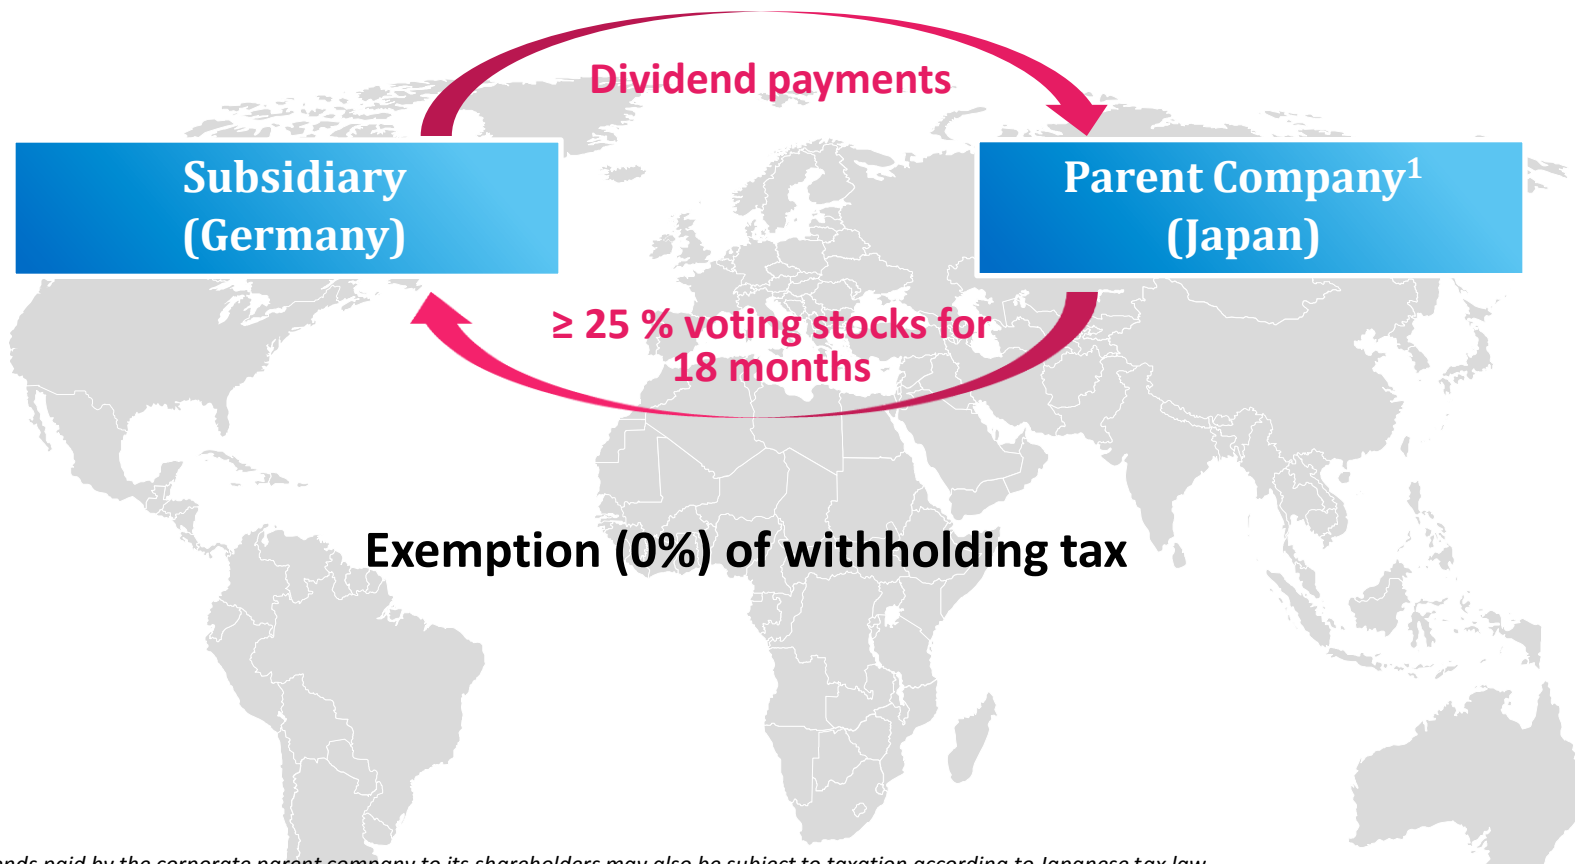 Dividend payments
Subsidiary
(Germany)
Parent Company¹
(Japan)
≥ 25 % voting stocks for
18 months
Exemption (0%) of withholding tax
paid by the corporate parent company to its shareholders may also be subject to taxation according to Japanese tax law